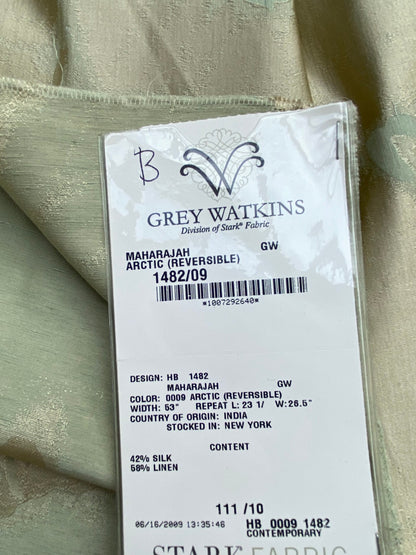 B
GREY WATKINS
Division of Stark® Fabric
MAHARAJAH GW
ARCTIC (REVERSIBLE)
1482/09
*1007292640*
DESIGN: HB 1482
MAHARAJAH GW
COLOR: 0009 ARCTIC (REVERSIBLE)
WIDTH: 53" REPEAT L: 23 1/ W:26.5"
COUNTRY OF ORIGIN: INDIA
STOCKED IN: NEW YORK
CONTENT
42% SILK
58% LINEN
111 /10
06/16/2009 13:35:46 HB 0009 1482
CONTEMPORARY
STARK FABRIC